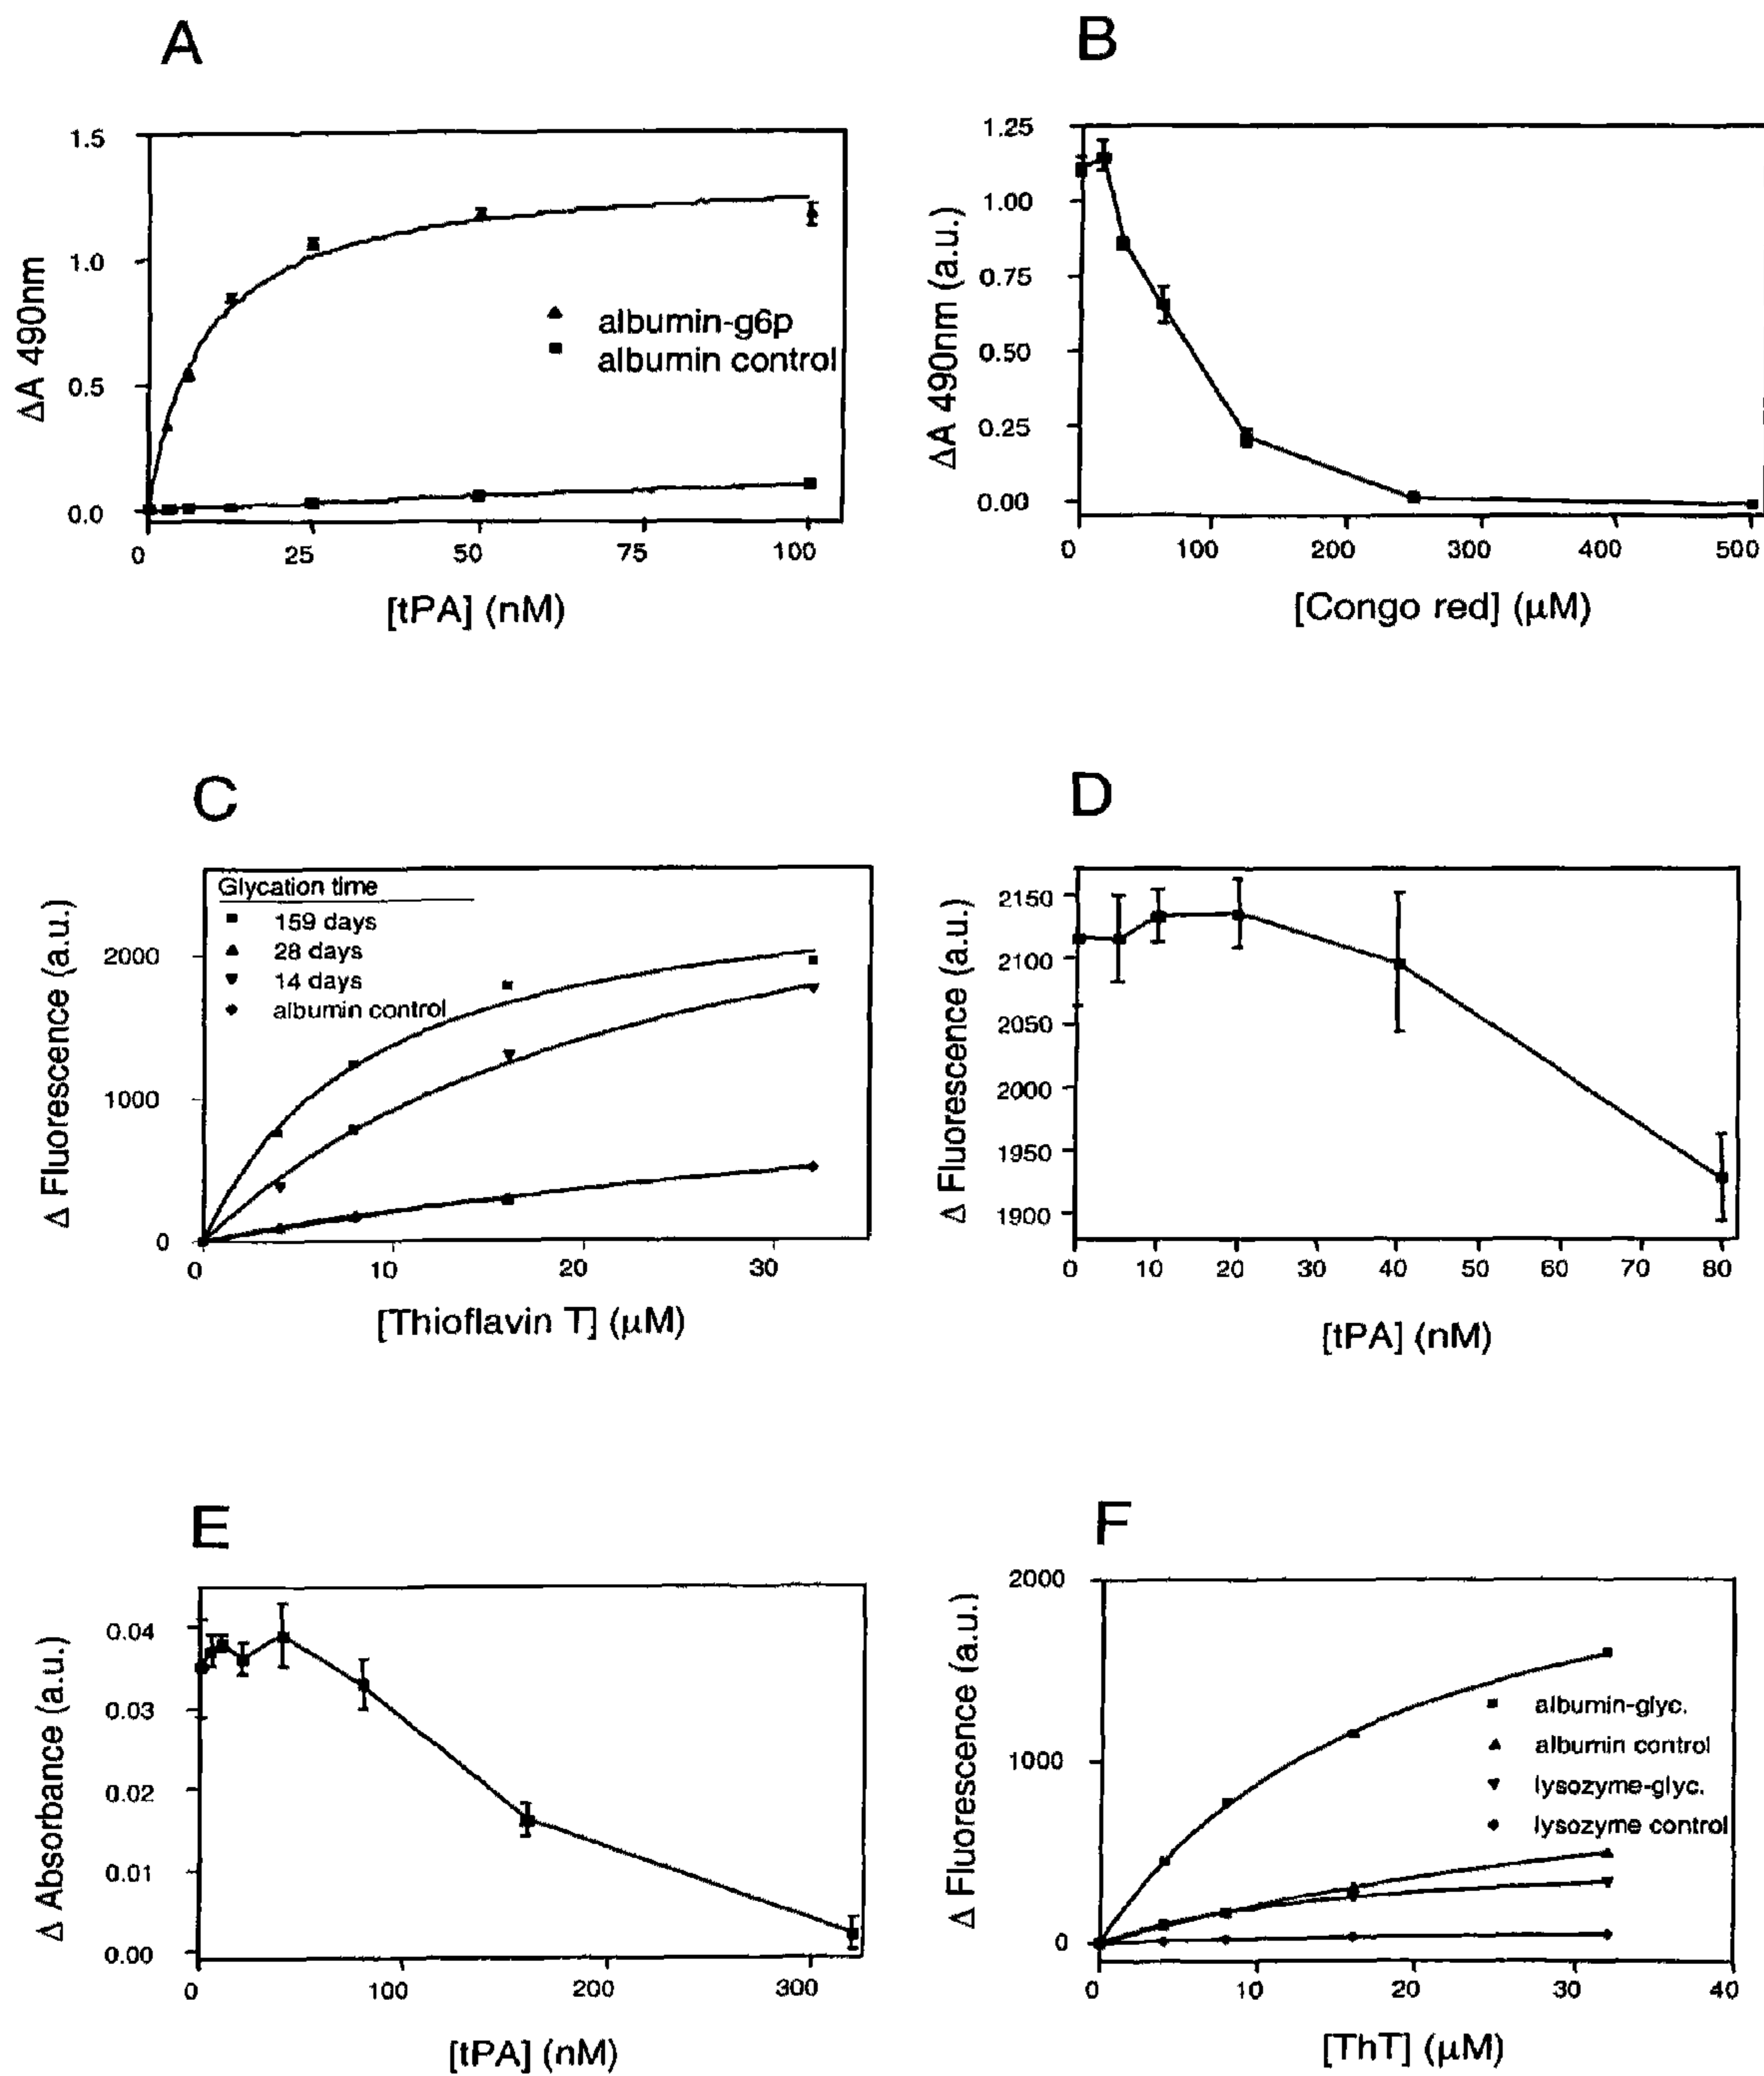 A
1.5
1.0
0.5
0.0
ΔA 490nm
albumin-g6p
albumin control
0 25 50 75 100
[tPA] (nM)
B
1.25
1.00
0.75
0.50
0.25
0.00
ΔA 490nm (a.u.)
0 100 200 300 400 500
[Congo red] (μM)
C
Glycation time
159 days
28 days
14 days
albumin control
2000
1000
0
Δ Fluorescence (a.u.)
0 10 20 30
[Thioflavin T] (μM)
D
2150
2100
2050
2000
1950
1900
Δ Fluorescence (a.u.)
0 10 20 30 40 50 60 70 80
[tPA] (nM)
E
0.04
0.03
0.02
0.01
0.00
Δ Absorbance (a.u.)
0 100 200 300
[tPA] (nM)
F
2000
1000
0
Δ Fluorescence (a.u.)
albumin-glyc.
albumin control
lysozyme-glyc.
lysozyme control
0 10 20 30 40
[ThT] (μM)